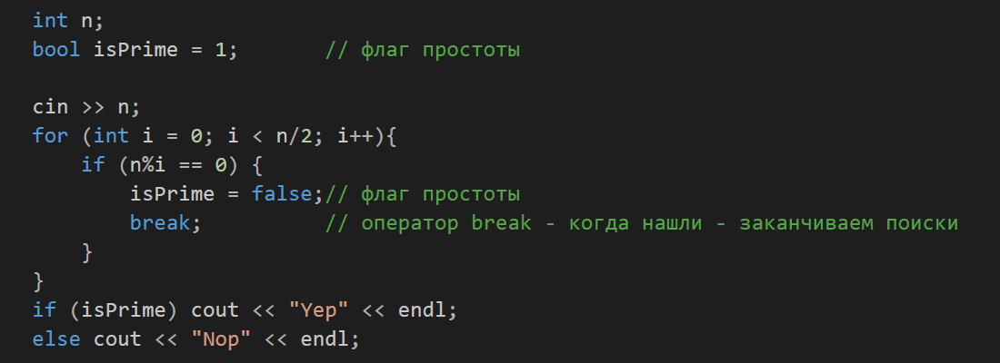 int n;
bool isPrime = 1;       // флаг простоты
cin >> n;
for (int i = 0; i < n/2; i++){
    if (n%i == 0) {
        isPrime = false;// флаг простоты
        break;          // оператор break - когда нашли - заканчиваем поиски
    }
}
if (isPrime) cout << "Yep" << endl;
else cout << "Nop" << endl;